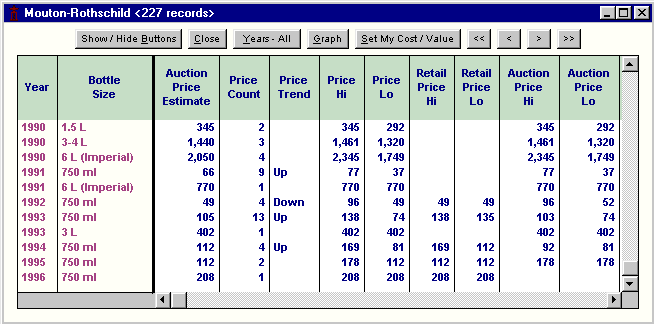 Mouton-Rothschild <227 records>
Show / Hide Buttons Close Years - All Graph Set My Cost / Value << < > >>
Year Bottle Size Auction Price Estimate Price Count Price Trend Price Hi Price Lo Retail Price Hi Retail Price Lo Auction Price Hi Auction Price Lo
1990 1.5 L 345 2 345 292 345 292
1990 3-4 L 1,440 3 1,461 1,320 1,461 1,320
1990 6 L (Imperial) 2,050 4 2,345 1,749 2,345 1,749
1991 750 ml 66 9 Up 77 37 77 37
1991 6 L (Imperial) 770 1 770 770 770 770
1992 750 ml 49 4 Down 96 49 49 49 96 52
1993 750 ml 105 13 Up 138 74 138 135 103 74
1993 3 L 402 1 402 402 402 402
1994 750 ml 112 4 Up 169 81 169 112 92 81
1995 750 ml 112 2 178 112 112 112 178 178
1996 750 ml 208 1 208 208 208 208